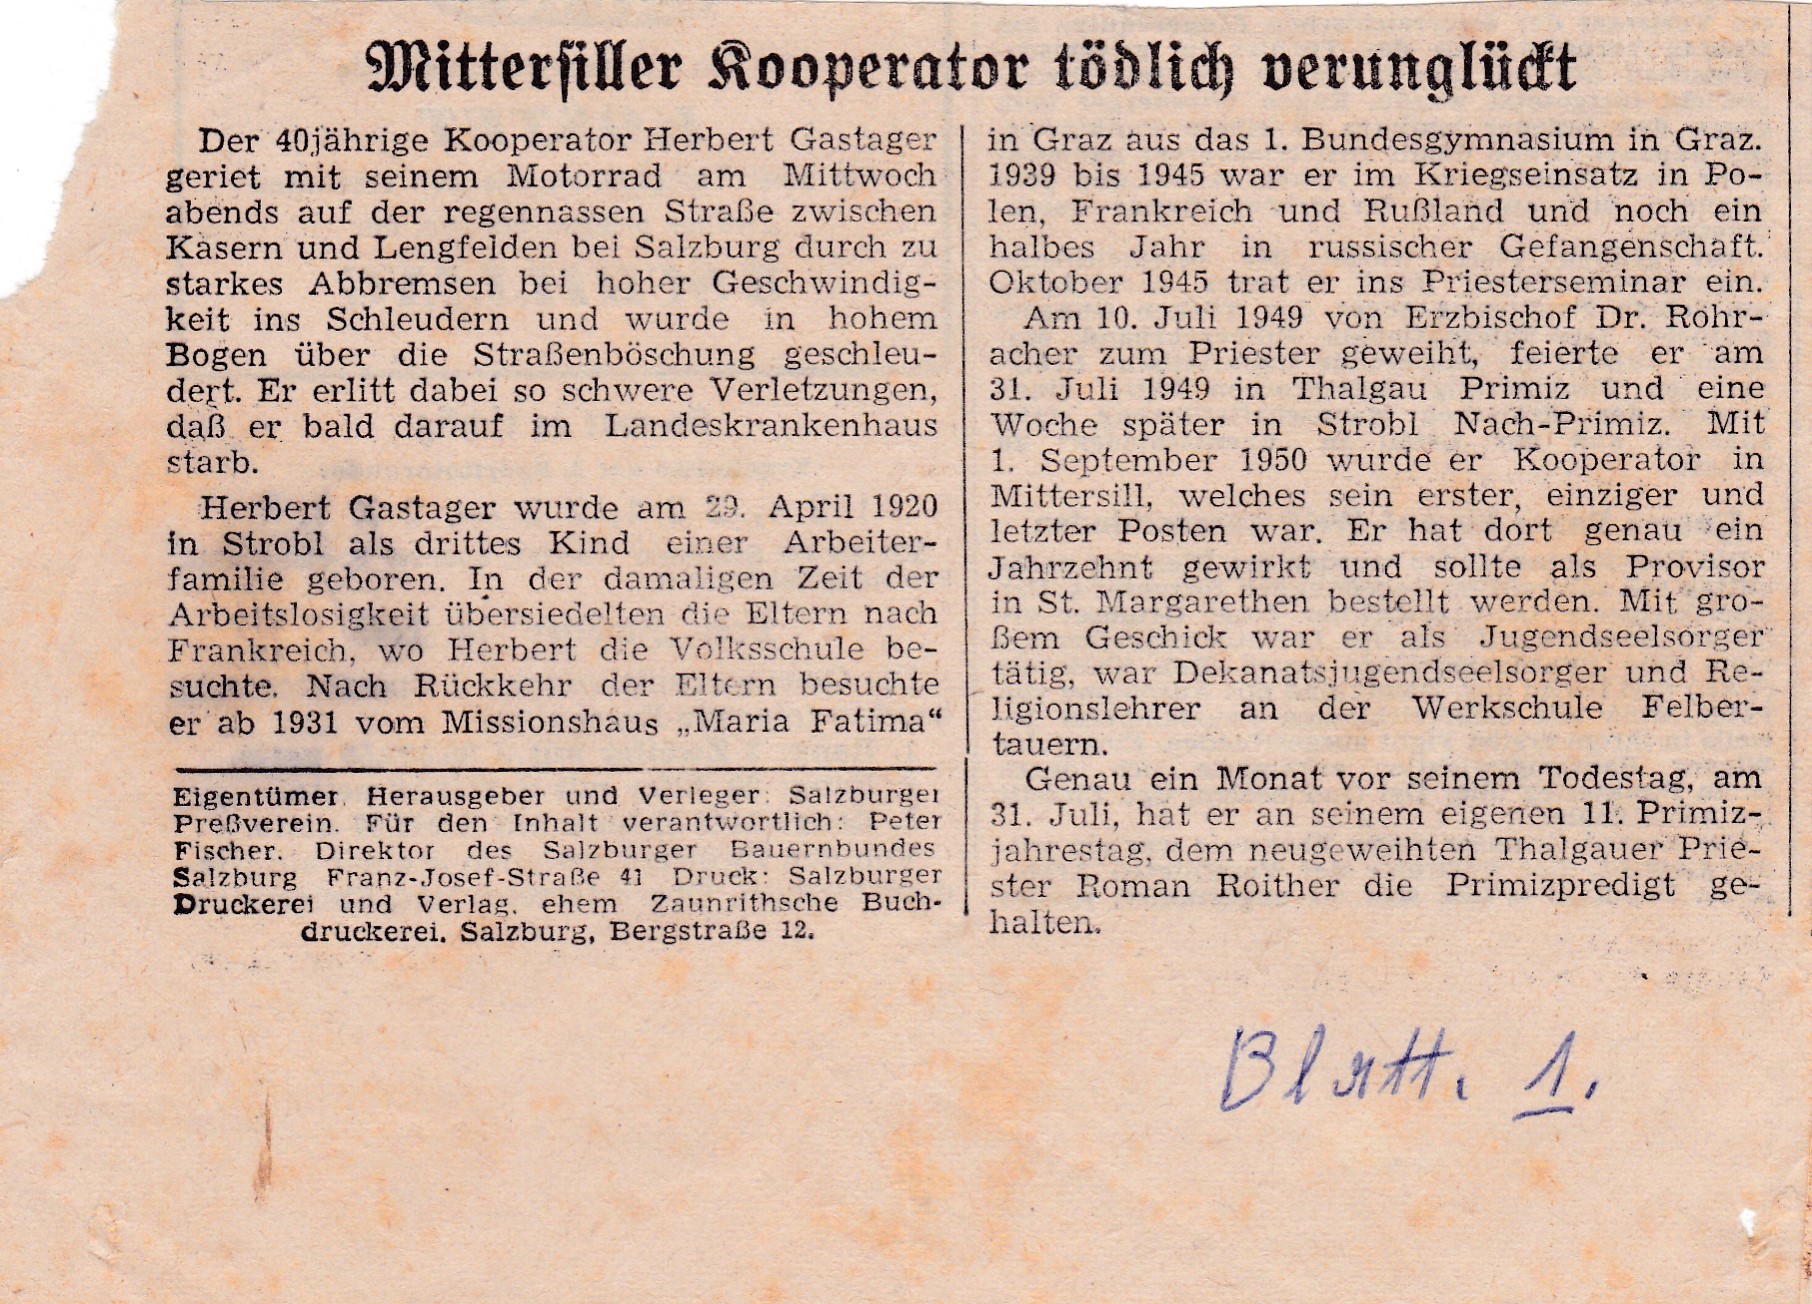 Mittersiller Kooperator tödlich verunglückt
Der 40jährige Kooperator Herbert Gastager
geriet mit seinem Motorrad am Mittwoch
abends auf der regennassen Straße zwischen
Kasern und Lengfelden bei Salzburg durch zu
starkes Abbremsen bei hoher Geschwindig-
keit ins Schleudern und wurde in hohem
Bogen über die Straßenböschung geschleu-
dert. Er erlitt dabei so schwere Verletzungen,
daß er bald darauf im Landeskrankenhaus
starb.
Herbert Gastager wurde am 29. April 1920
in Strobl als drittes Kind einer Arbeiter-
familie geboren. In der damaligen Zeit der
Arbeitslosigkeit übersiedelten die Eltern nach
Frankreich, wo Herbert die Volksschule be-
suchte. Nach Rückkehr der Eltern besuchte
er ab 1931 vom Missionshaus „Maria Fatima“
Eigentümer, Herausgeber und Verleger: Salzburger
Preßverein. Für den Inhalt verantwortlich: Peter
Fischer, Direktor des Salzburger Bauernbundes
Salzburg Franz-Josef-Straße 41 Druck: Salzburger
Druckerei und Verlag, ehem Zaunrithsche Buch-
druckerei, Salzburg, Bergstraße 12.
in Graz aus das 1. Bundesgymnasium in Graz.
1939 bis 1945 war er im Kriegseinsatz in Po-
len, Frankreich und Rußland und noch ein
halbes Jahr in russischer Gefangenschaft.
Oktober 1945 trat er ins Priesterseminar ein.
Am 10. Juli 1949 von Erzbischof Dr. Rohr-
acher zum Priester geweiht, feierte er am
31. Juli 1949 in Thalgau Primiz und eine
Woche später in Strobl Nach-Primiz. Mit
1. September 1950 wurde er Kooperator in
Mittersill, welches sein erster, einziger und
letzter Posten war. Er hat dort genau ein
Jahrzehnt gewirkt und sollte als Provisor
in St. Margarethen bestellt werden. Mit gro-
ßem Geschick war er als Jugendseelsorger
tätig, war Dekanatsjugendseelsorger und Re-
ligionslehrer an der Werkschule Felber-
tauern.
Genau ein Monat vor seinem Todestag, am
31. Juli, hat er an seinem eigenen 11. Primiz-
jahrestag, dem neugeweihten Thalgauer Prie-
ster Roman Roither die Primizpredigt ge-
halten.
Blatt. 1.